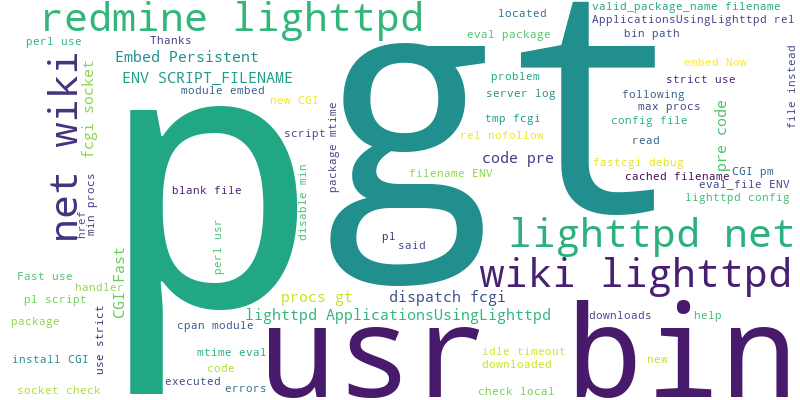 redmine lighttpd
located
valid_package_name filename
ApplicationsUsingLighttpd rel
perl use
Thanks
eval package
bin path
Embed Persistent
net wiki
fcgi socket
ENV SCRIPT_FILENAME
problem
embed Now
file instead
module embed
server log
strict use
new CGI
following
max procs
package mtime
p
gt
tmp fcgi
config file
pre code
script
rel nofollow
read
code pre
fastcgi debug
filename ENV
cached filename
CGI pm
disable min
blank file
eval_file ENV
href
min procs
lighttpd config
perl usr
pl
said
lighttpd net
CGI Fast
Fast use
wiki lighttpd
handler
pl script
procs gt
dispatch fcgi
package
use strict
cpan module
lighttpd ApplicationsUsingLighttpd
downloads
help
usr bin
install CGI
mtime eval
idle timeout
new
code
downloaded
executed
socket check
errors
check local